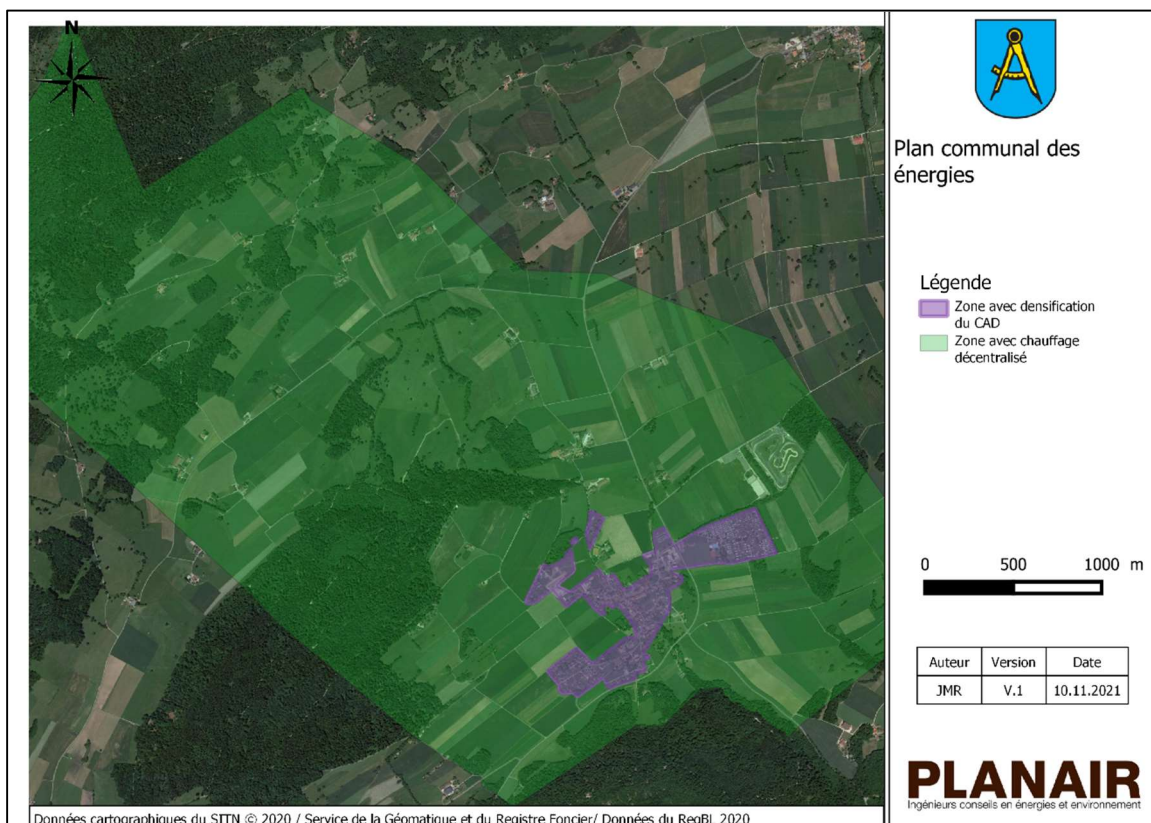 N
Plan communal des
énergies
Légende
Zone avec densification
du CAD
Zone avec chauffage
décentralisé
0 500 1000 m
Auteur Version Date
JMR V.1 10.11.2021
PLANAIR
Ingénieurs conseils en énergies et environnement
Données cartographiques du SITN © 2020 / Service de la Géomatique et du Registre Foncier/ Données du RegBL 2020